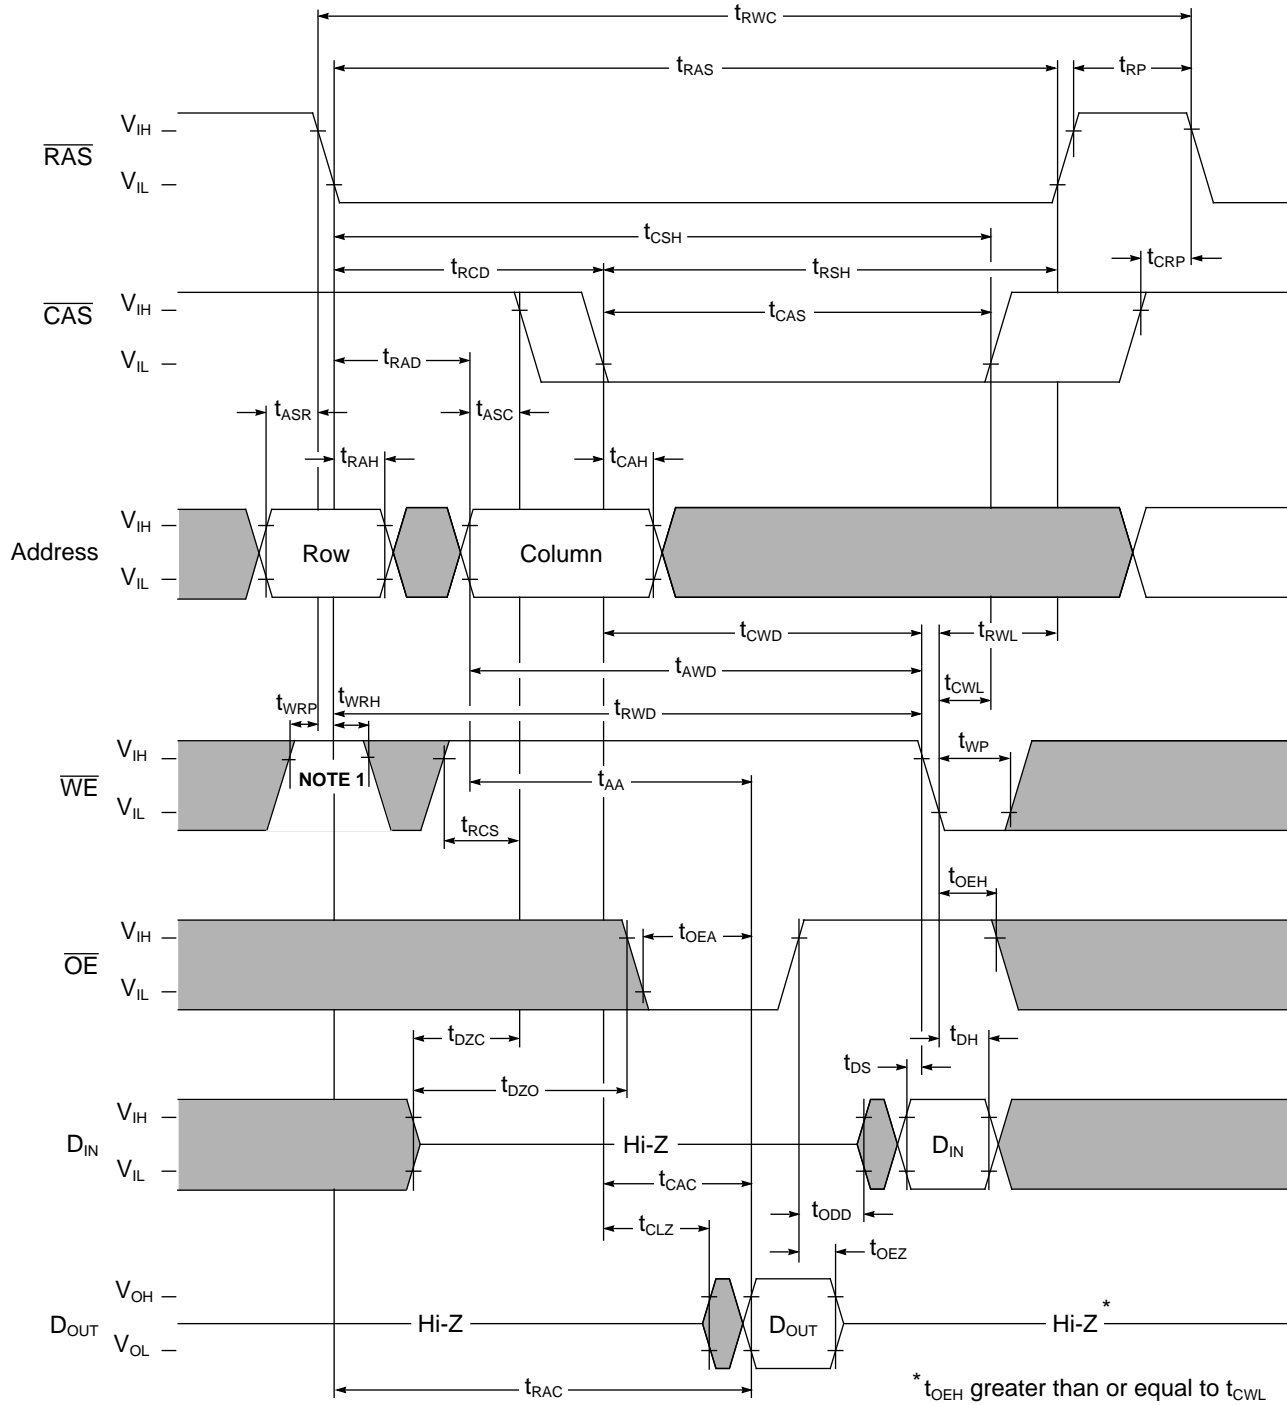 tRWC
tRAS
tRP
VIH
RAS
VIL
tCSH
tRCD
tRSH
tCRP
VIH
CAS
tCAS
VIL
tRAD
tASR
tASC
tRAH
tCAH
VIH
Address
Row
Column
VIL
tCWD
tRWL
tAWD
tCWL
tWRP
tWRH
tRWD
VIH
tWP
WE
NOTE 1
tAA
VIL
tRCS
tOEH
VIH
tOEA
OE
VIL
tDZC
tDH
tDS
tDZO
VIH
DIN
Hi-Z
DIN
VIL
tCAC
tODD
tCLZ
tOEZ
VOH
DOUT
Hi-Z
DOUT
Hi-Z *
VOL
tRAC
* tOEH greater than or equal to tCWL